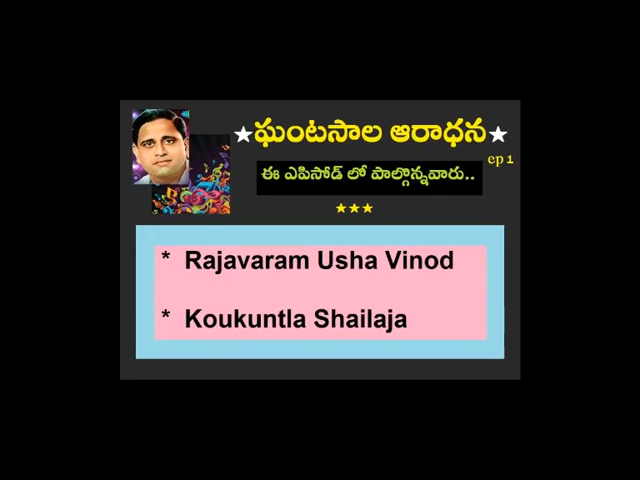 ★ఘంటసాల ఆరాధన★
ep 1
ఈ ఎపిసోడ్ లో పాల్గొన్నవారు..
★★★
* Rajavaram Usha Vinod
* Koukuntla Shailaja